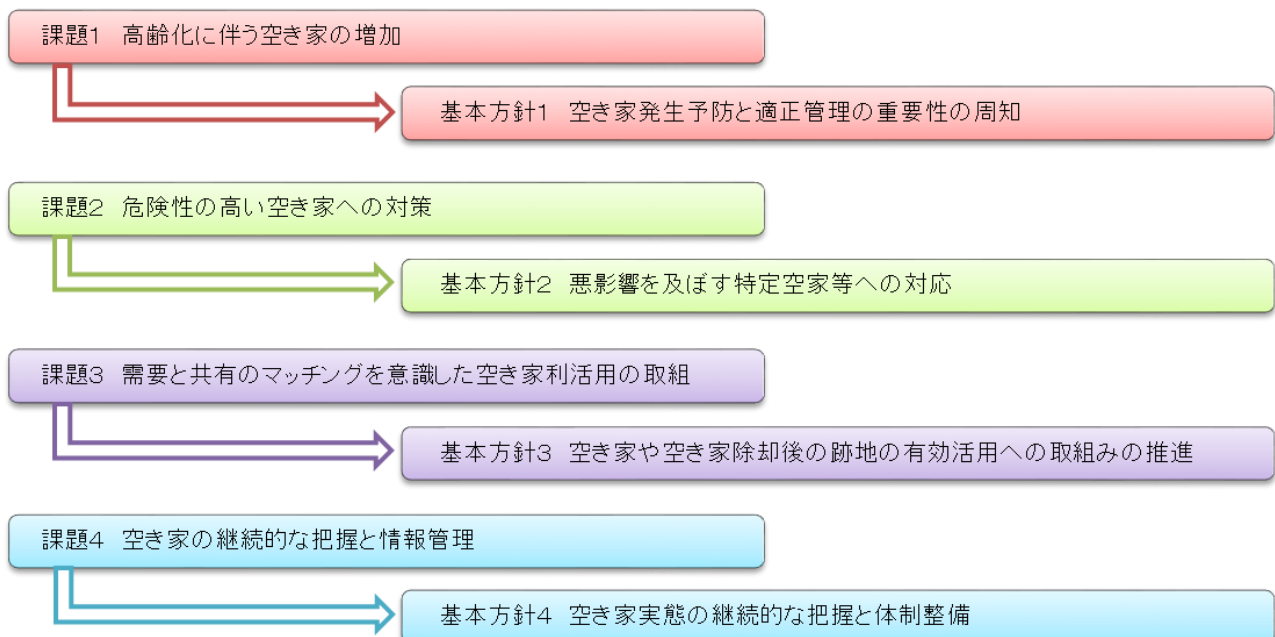 課題1 高齢化に伴う空き家の増加
基本方針1 空き家発生予防と適正管理の重要性の周知
課題2 危険性の高い空き家への対策
基本方針2 悪影響を及ぼす特定空家等への対応
課題3 需要と共有のマッチングを意識した空き家利活用の取組
基本方針3 空き家や空き家除却後の跡地の有効活用への取組みの推進
課題4 空き家の継続的な把握と情報管理
基本方針4 空き家実態の継続的な把握と体制整備